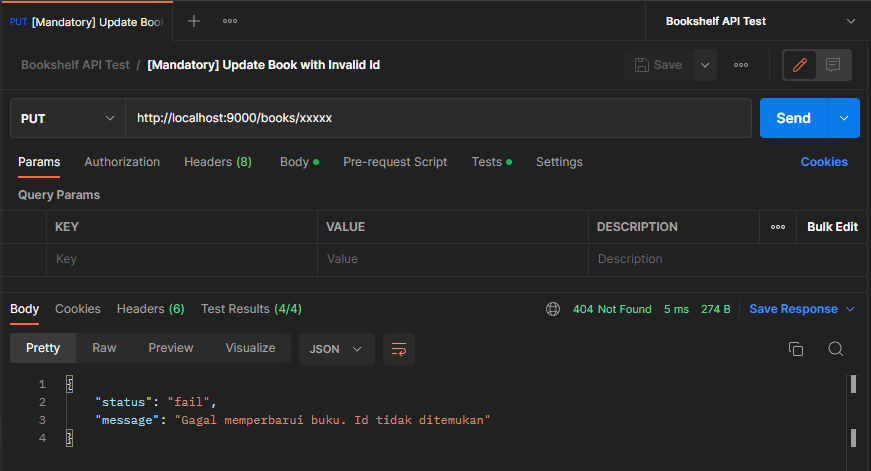 PUT [Mandatory] Update Boo
Bookshelf API Test
Bookshelf API Test / [Mandatory] Update Book with Invalid Id
Save
PUT http://localhost:9000/books/xxxxx Send
Params Authorization Headers (8) Body Pre-request Script Tests Settings Cookies
Query Params
KEY VALUE DESCRIPTION Bulk Edit
Key Value Description
Body Cookies Headers (6) Test Results (4/4) 404 Not Found 5 ms 274 B Save Response
Pretty Raw Preview Visualize JSON
1 {
2 "status": "fail",
3 "message": "Gagal memperbarui buku. Id tidak ditemukan"
4 }